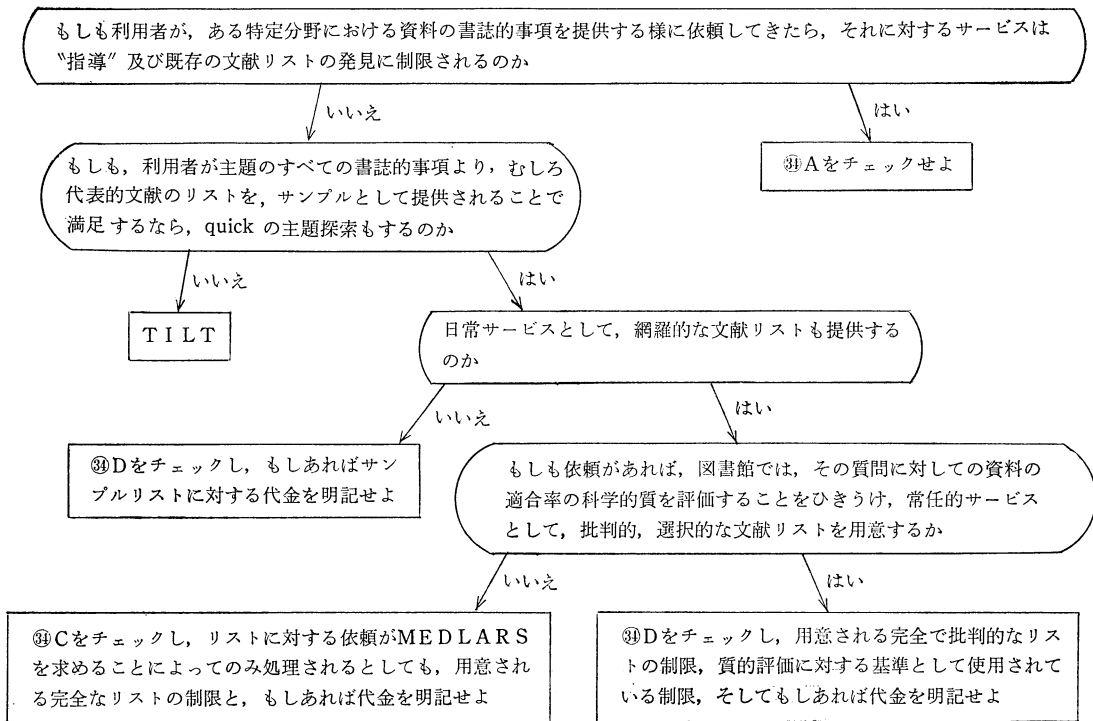 もしも利用者が，ある特定分野における資料の書誌的事項を提供する様に依頼してきたら，それに対するサービスは
〝指導〟及び既存の文献リストの発見に制限されるのか
いいえ
はい
もしも，利用者が主題のすべての書誌的事項より，むしろ
代表的文献のリストを，サンプルとして提供されることで
満足するなら，quick の主題探索もするのか
㉞Aをチェックせよ
いいえ
はい
TILT
日常サービスとして，網羅的な文献リストも提供する
のか
いいえ
はい
㉞Dをチェックし，もしあればサン
プルリストに対する代金を明記せよ
もしも依頼があれば，図書館では，その質問に対しての資料の
適合率の科学的質を評価することをひきうけ，常任的サービス
として，批判的，選択的な文献リストを用意するか
いいえ
はい
㉞Cをチェックし，リストに対する依頼がMEDLARS
を求めることによってのみ処理されるとしても，用意され
る完全なリストの制限と，もしあれば代金を明記せよ
㉞Dをチェックし，用意される完全で批判的なリス
トの制限，質的評価に対する基準として使用されて
いる制限，そしてもしあれば代金を明記せよ